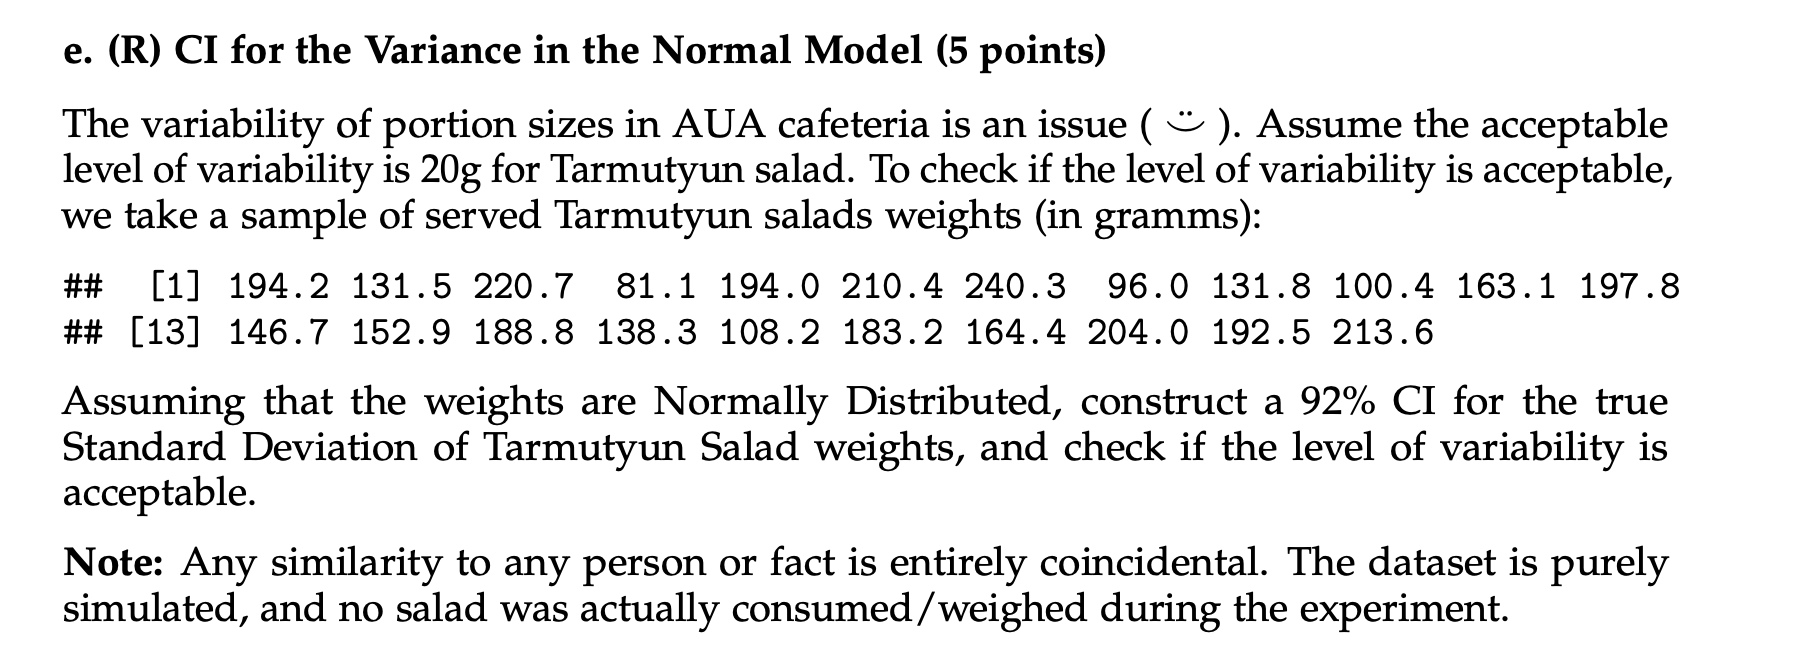 e. (R) CI for the Variance in the Normal Model (5 points)
The variability of portion sizes in AUA cafeteria is an issue ( ¨⌣ ). Assume the acceptable
level of variability is 20g for Tarmutyun salad. To check if the level of variability is acceptable,
we take a sample of served Tarmutyun salads weights (in gramms):
##  [1] 194.2 131.5 220.7  81.1 194.0 210.4 240.3  96.0 131.8 100.4 163.1 197.8
## [13] 146.7 152.9 188.8 138.3 108.2 183.2 164.4 204.0 192.5 213.6
Assuming that the weights are Normally Distributed, construct a 92% CI for the true
Standard Deviation of Tarmutyun Salad weights, and check if the level of variability is
acceptable.
Note: Any similarity to any person or fact is entirely coincidental. The dataset is purely
simulated, and no salad was actually consumed/weighed during the experiment.